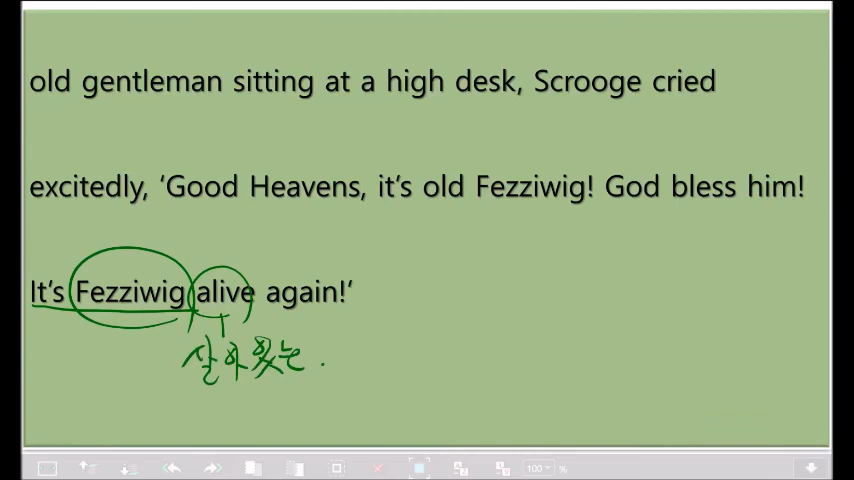 old gentleman sitting at a high desk, Scrooge cried
excitedly, ‘Good Heavens, it’s old Fezziwig! God bless him!
It’s Fezziwig alive again!’
살아있는.
100 %